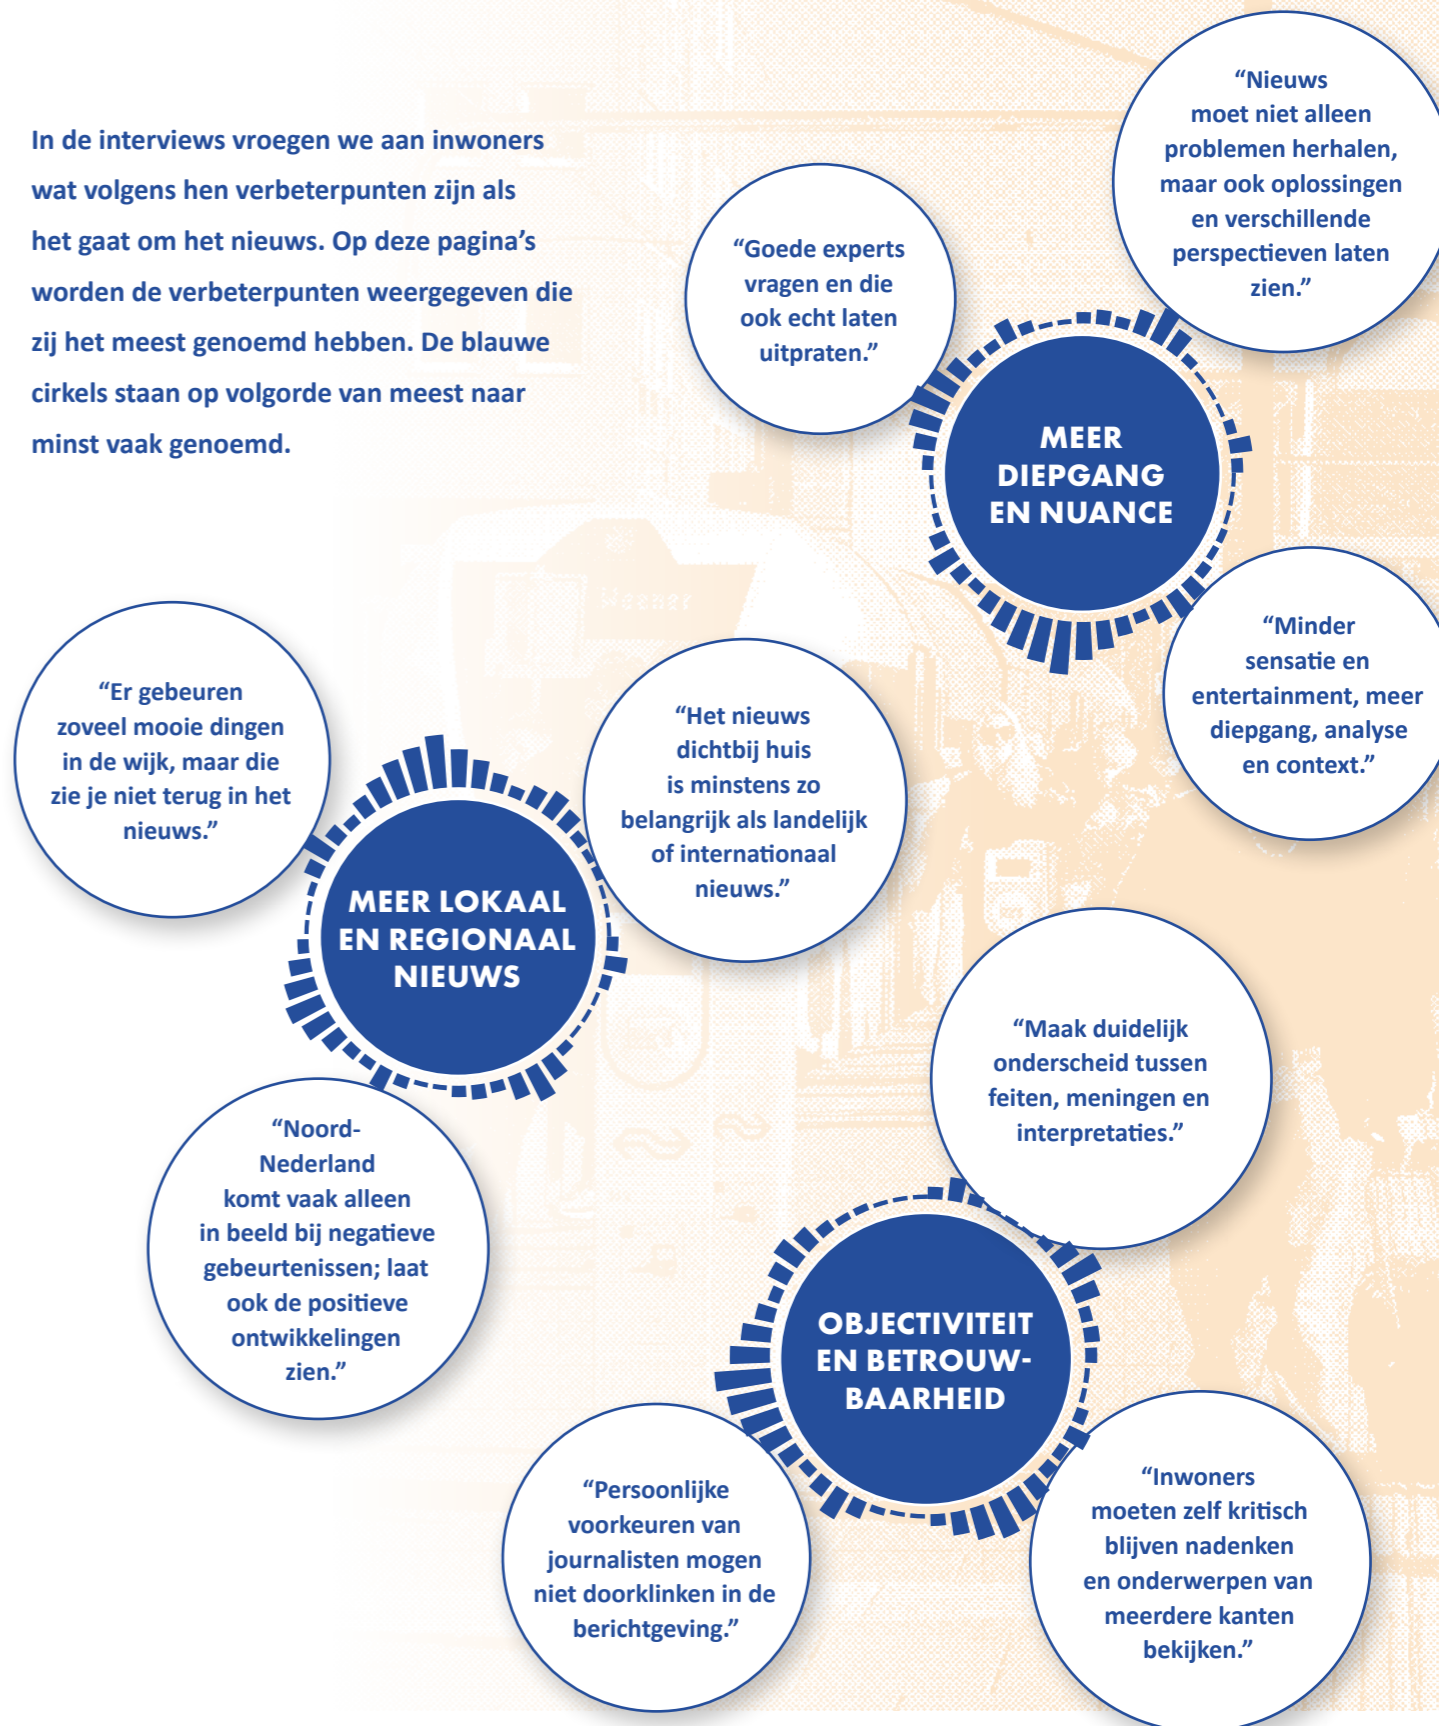 In de interviews vroegen we aan inwoners
wat volgens hen verbeterpunten zijn als
het gaat om het nieuws. Op deze pagina’s
worden de verbeterpunten weergegeven die
zij het meest genoemd hebben. De blauwe
cirkels staan op volgorde van meest naar
minst vaak genoemd.
“Nieuws
moet niet alleen
problemen herhalen,
maar ook oplossingen
en verschillende
perspectieven laten
zien.”
“Goede experts
vragen en die
ook echt laten
uitpraten.”
MEER
DIEPGANG
EN NUANCE
“Minder
sensatie en
entertainment, meer
diepgang, analyse
en context.”
“Er gebeuren
zoveel mooie dingen
in de wijk, maar die
zie je niet terug in het
nieuws.”
“Het nieuws
dichtbij huis
is minstens zo
belangrijk als landelijk
of internationaal
nieuws.”
MEER LOKAAL
EN REGIONAAL
NIEUWS
“Noord-
Nederland
komt vaak alleen
in beeld bij negatieve
gebeurtenissen; laat
ook de positieve
ontwikkelingen
zien.”
“Maak duidelijk
onderscheid tussen
feiten, meningen en
interpretaties.”
OBJECTIVITEIT
EN BETROUW-
BAARHEID
“Persoonlijke
voorkeuren van
journalisten mogen
niet doorklinken in de
berichtgeving.”
“Inwoners
moeten zelf kritisch
blijven nadenken
en onderwerpen van
meerdere kanten
bekijken.”